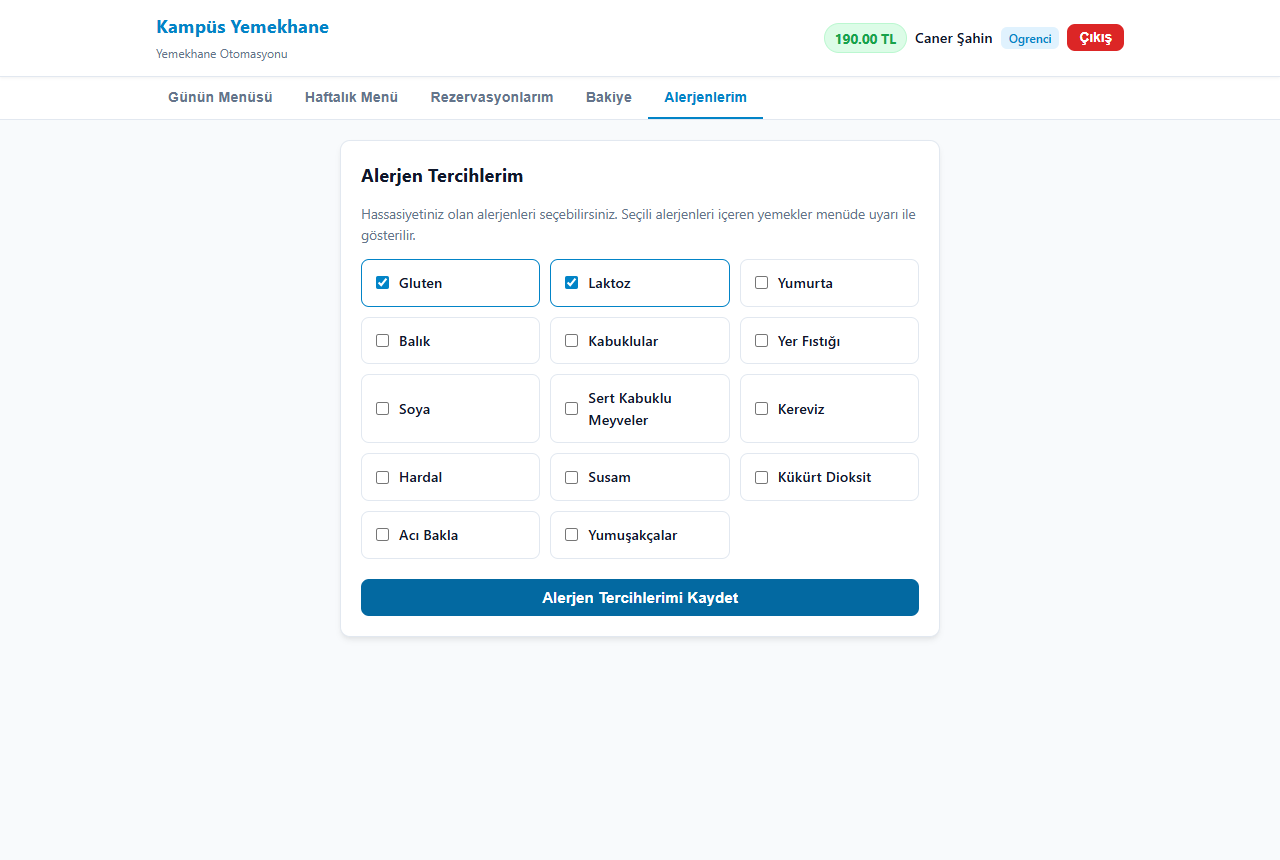 Kampüs Yemekhane
Yemekhane Otomasyonu
190.00 TL
Caner Şahin
Ogrenci
Çıkış
Günün Menüsü
Haftalık Menü
Rezervasyonlarım
Bakiye
Alerjenlerim
Alerjen Tercihlerim
Hassasiyetiniz olan alerjenleri seçebilirsiniz. Seçili alerjenleri içeren yemekler menüde uyarı ile
gösterilir.
Gluten
Laktoz
Yumurta
Balık
Kabuklular
Yer Fıstığı
Soya
Sert Kabuklu
Meyveler
Kereviz
Hardal
Susam
Kükürt Dioksit
Acı Bakla
Yumuşakçalar
Alerjen Tercihlerimi Kaydet